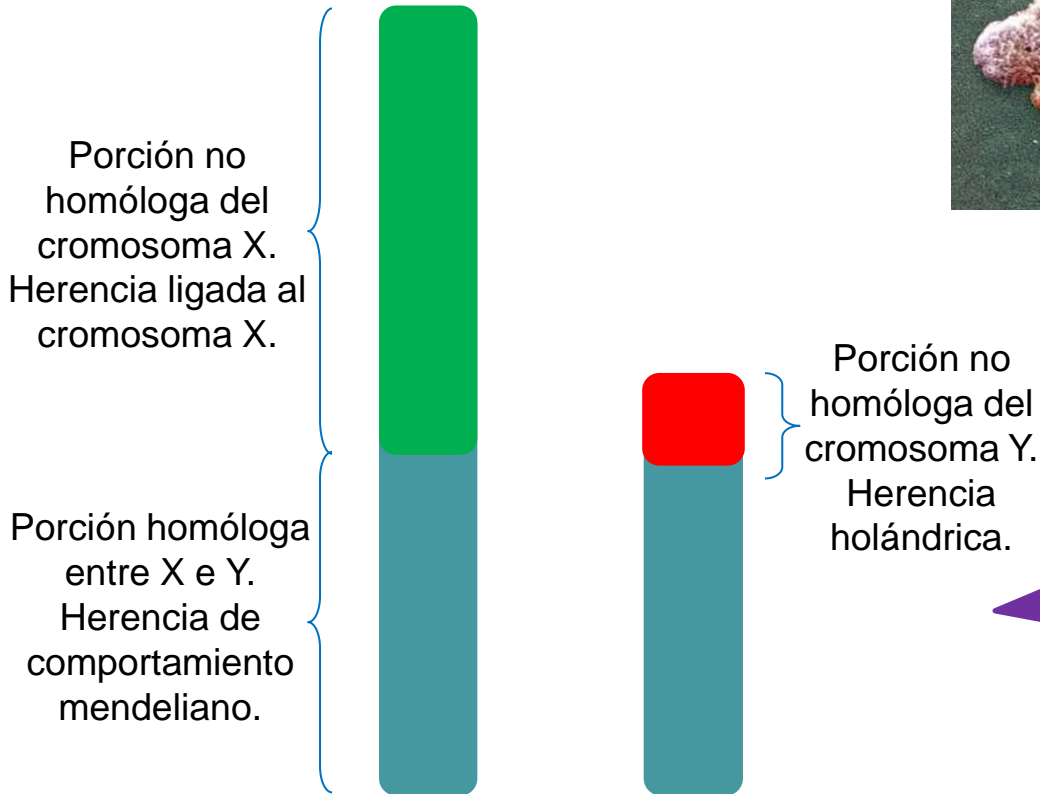 Porción no
homóloga del
cromosoma X.
Herencia ligada al
cromosoma X.
Porción homóloga
entre X e Y.
Herencia de
comportamiento
mendeliano.
Porción no
homóloga del
cromosoma Y.
Herencia
holándrica.